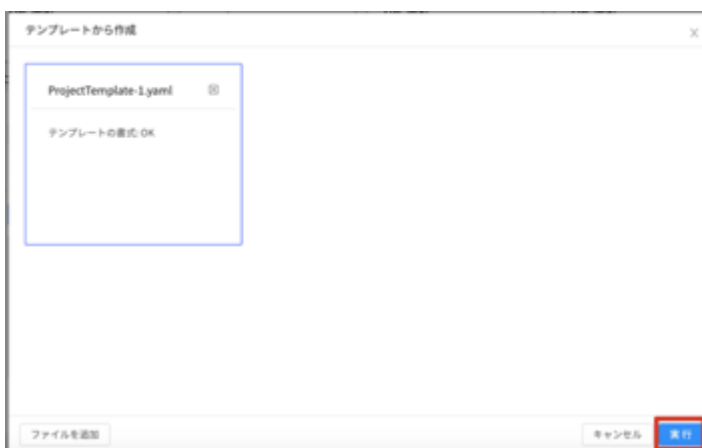 テンプレートから作成
ProjectTemplate-1.yaml
テンプレートの書式: OK
ファイルを追加
キャンセル
実行